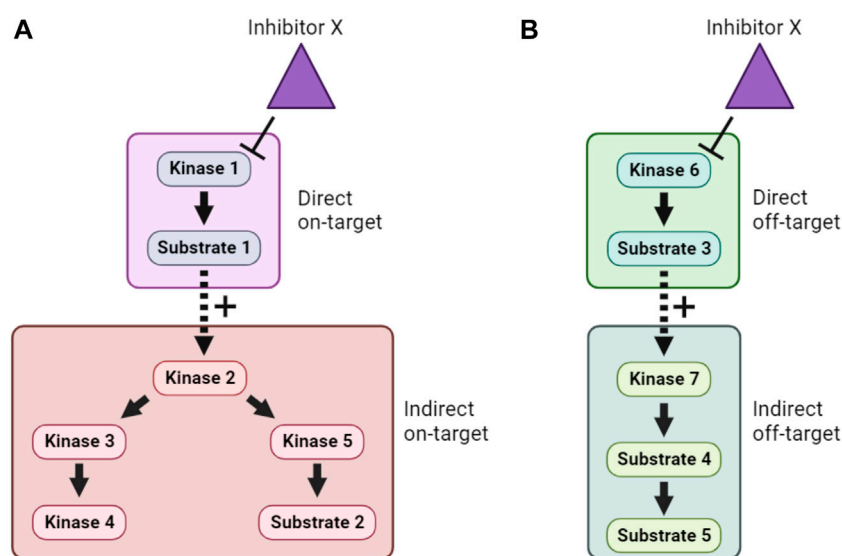 A
Inhibitor X
Kinase 1
Substrate 1
Direct
on-target
+
Kinase 2
Kinase 3
Kinase 5
Kinase 4
Substrate 2
Indirect
on-target
B
Inhibitor X
Kinase 6
Substrate 3
Direct
off-target
+
Kinase 7
Substrate 4
Substrate 5
Indirect
off-target